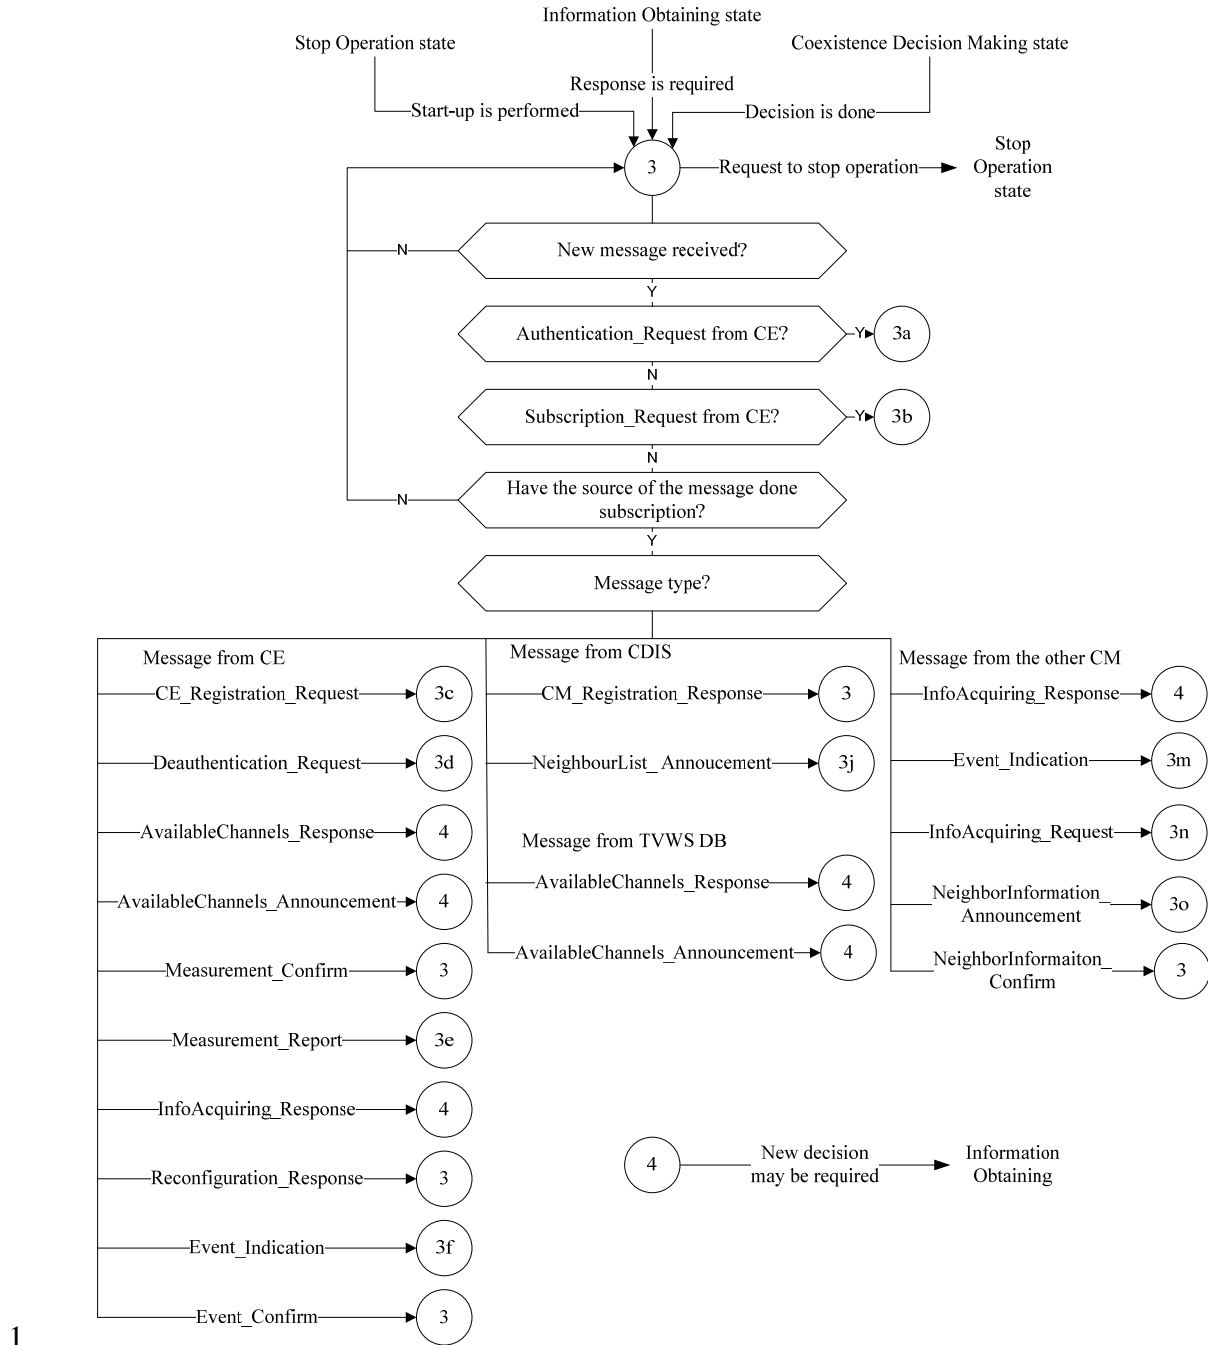 Information Obtaining state
Stop Operation state
Coexistence Decision Making state
Response is required
Start-up is performed
Decision is done
3
Request to stop operation
Stop
Operation
state
New message received?
N
Y
Authentication_Request from CE?
Y
3a
N
Subscription_Request from CE?
Y
3b
N
Have the source of the message done
subscription?
N
Y
Message type?
Message from CE
CE_Registration_Request
3c
Deauthentication_Request
3d
AvailableChannels_Response
4
AvailableChannels_Announcement
4
Measurement_Confirm
3
Measurement_Report
3e
InfoAcquiring_Response
4
Reconfiguration_Response
3
Event_Indication
3f
Event_Confirm
3
Message from CDIS
CM_Registration_Response
3
NeighbourList_ Annoucement
3j
Message from TVWS DB
AvailableChannels_Response
4
AvailableChannels_Announcement
4
Message from the other CM
InfoAcquiring_Response
4
Event_Indication
3m
InfoAcquiring_Request
3n
NeighborInformation_
Announcement
3o
NeighborInformaiton_
Confirm
3
4
New decision
may be required
Information
Obtaining
1